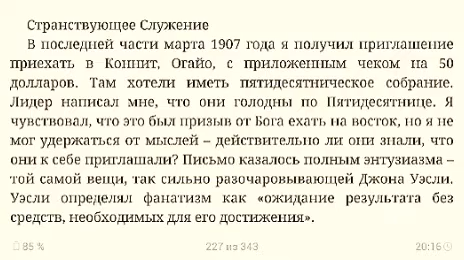 Странствующее Служение
В последней части марта 1907 года я получил приглашение
приехать в Коннит, Огайо, с приложенным чеком на 50
долларов. Там хотели иметь пятидесятническое собрание.
Лидер написал мне, что они голодны по Пятидесятнице. Я
чувствовал, что это был призыв от Бога ехать на восток, но я не
мог удержаться от мыслей – действительно ли они знали, что
они к себе приглашали? Письмо казалось полным энтузиазма –
той самой вещи, так сильно разочаровывающей Джона Уэсли.
Уэсли определял фанатизм как «ожидание результата без
средств, необходимых для его достижения».
85 % 227 из 343 20:16